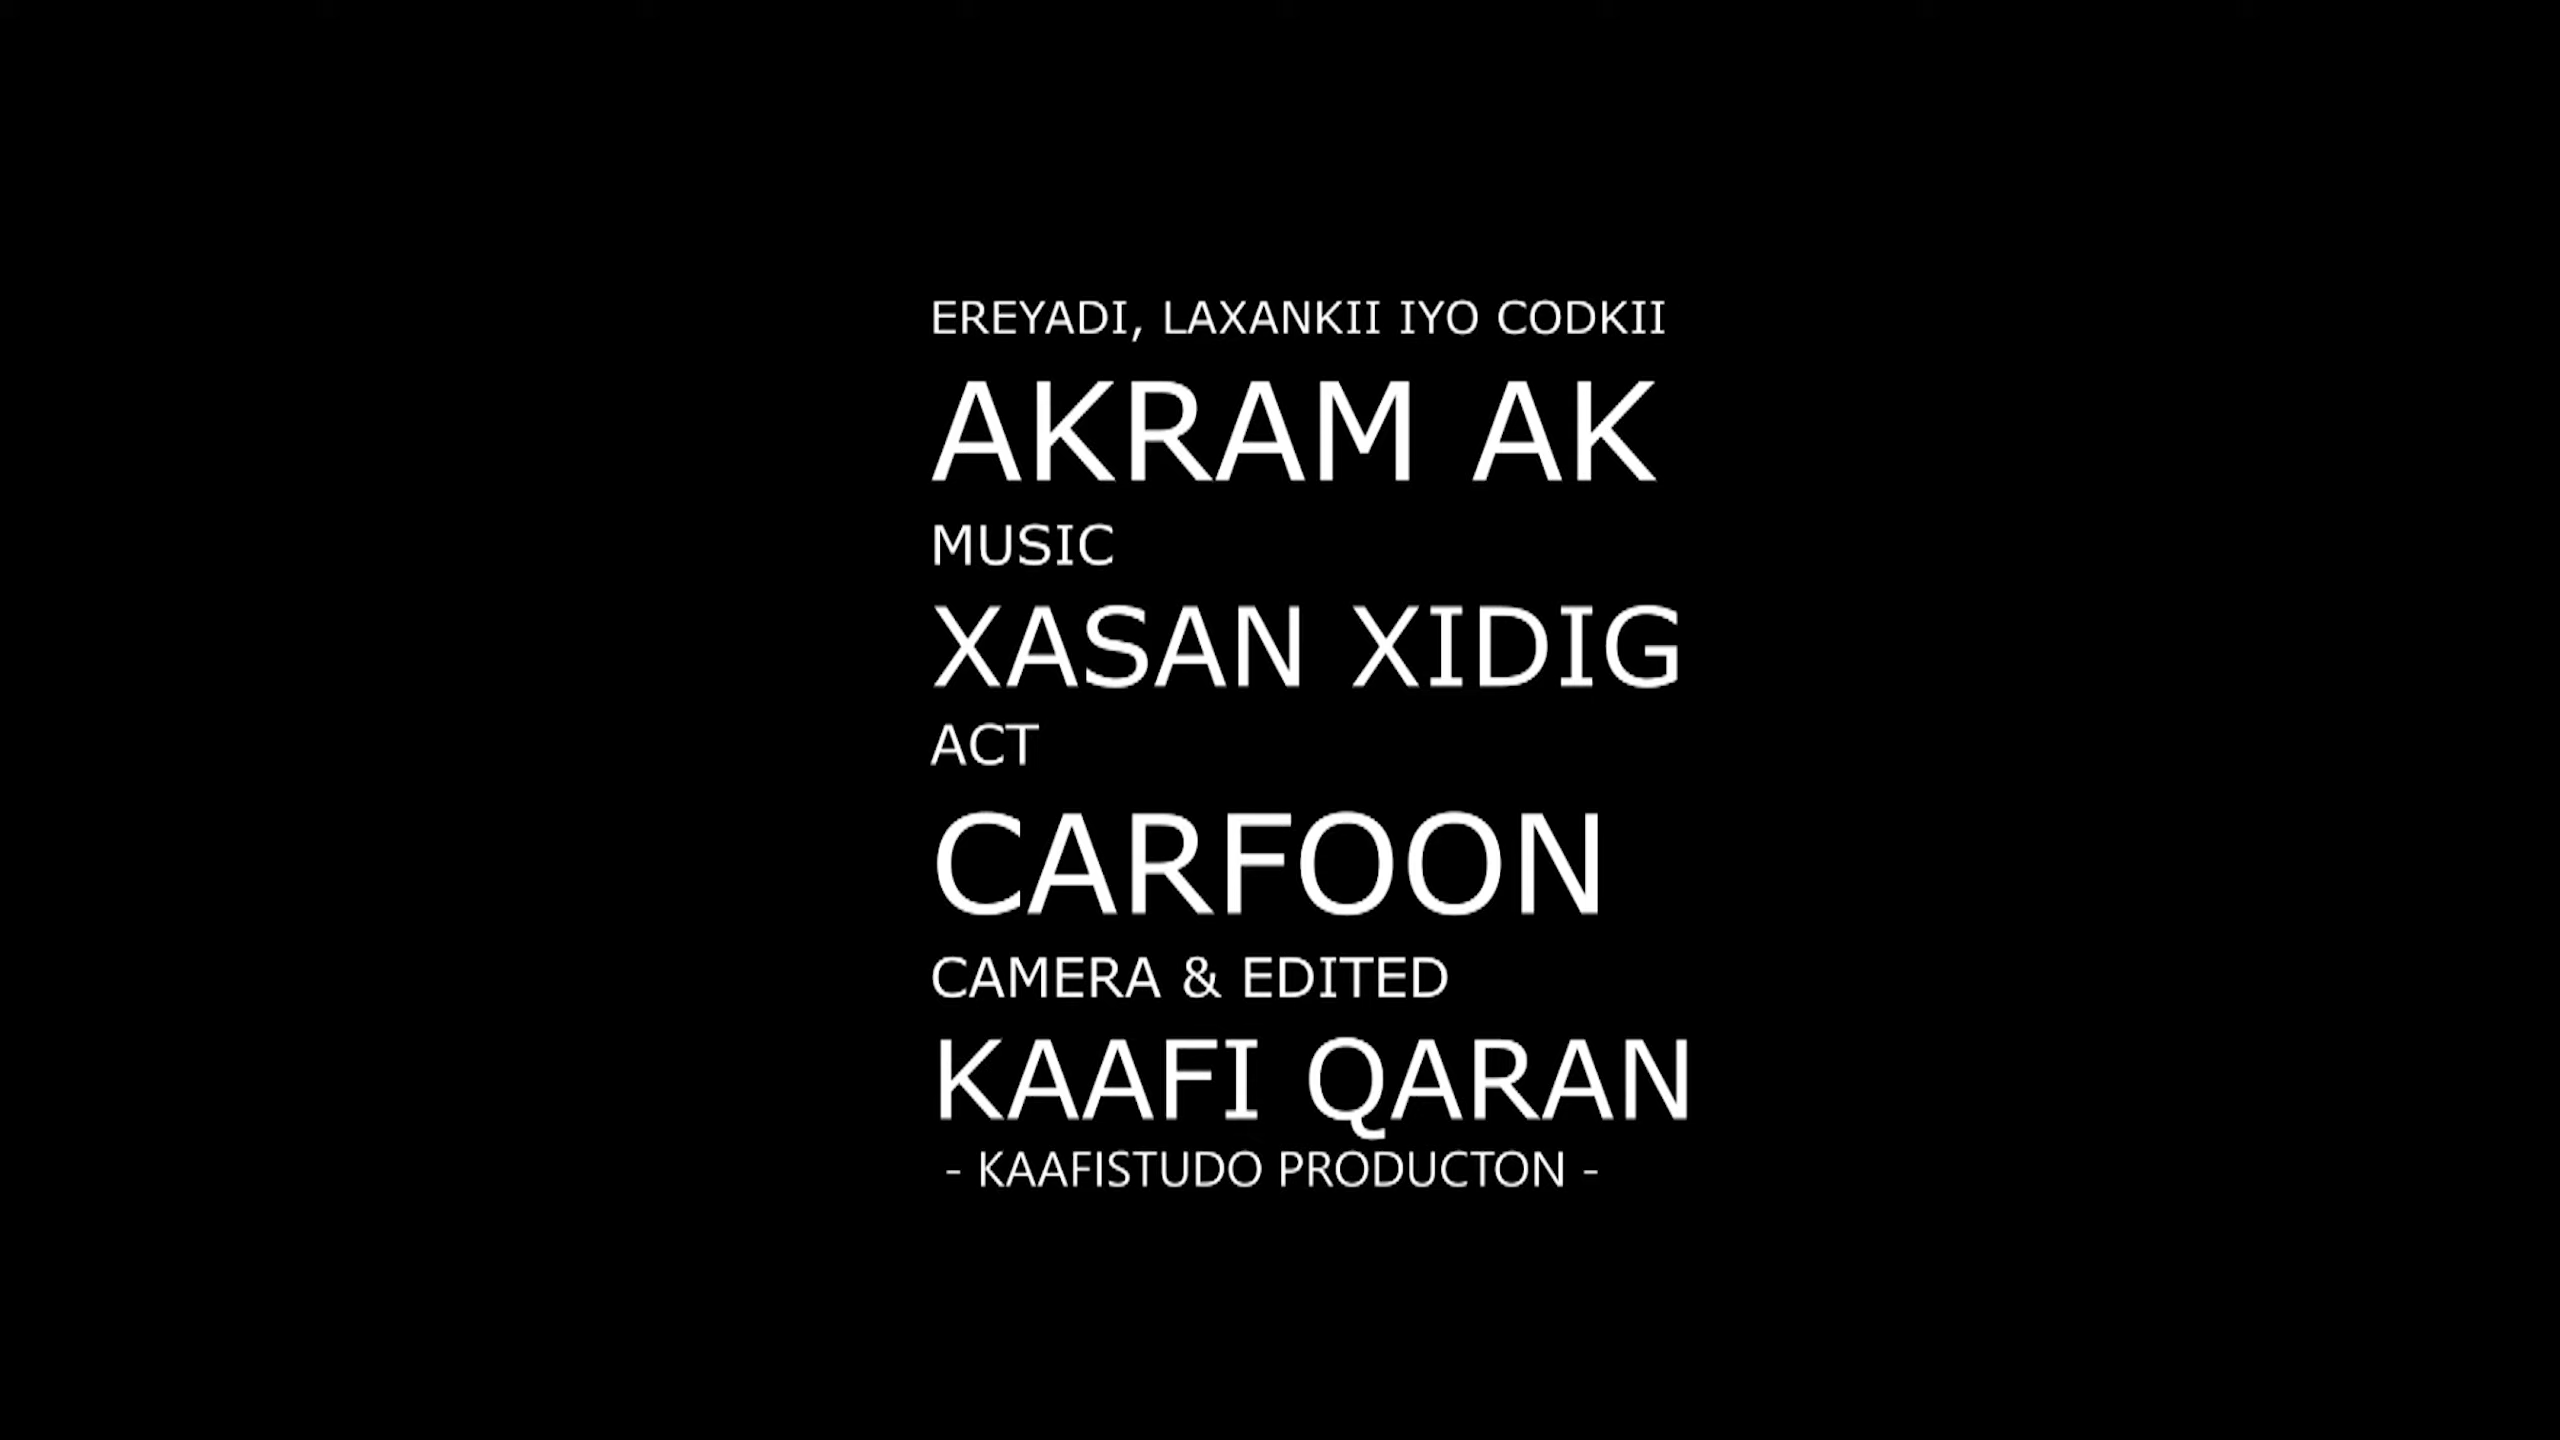 EREYADI, LAXANKII IYO CODKII
AKRAM AK
MUSIC
XASAN XIDIG
ACT
CARFOON
CAMERA & EDITED
KAAFI QARAN
- KAAFISTUDO PRODUCTON -